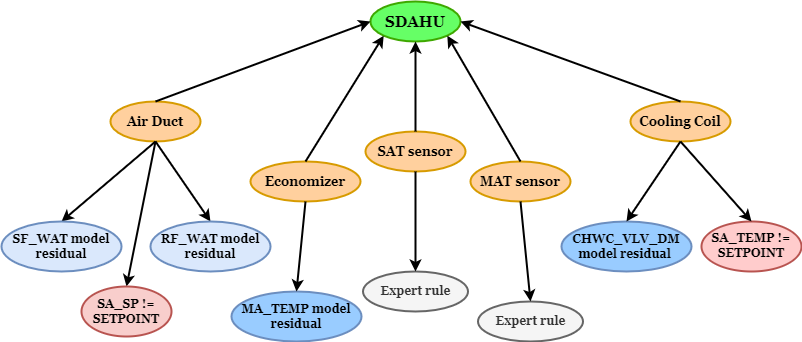 SDAHU
Air Duct
Cooling Coil
SAT sensor
Economizer
MAT sensor
SF_WAT model
residual
RF_WAT model
residual
CHWC_VLV_DM
model residual
SA_TEMP !=
SETPOINT
SA_SP !=
SETPOINT
MA_TEMP model
residual
Expert rule
Expert rule